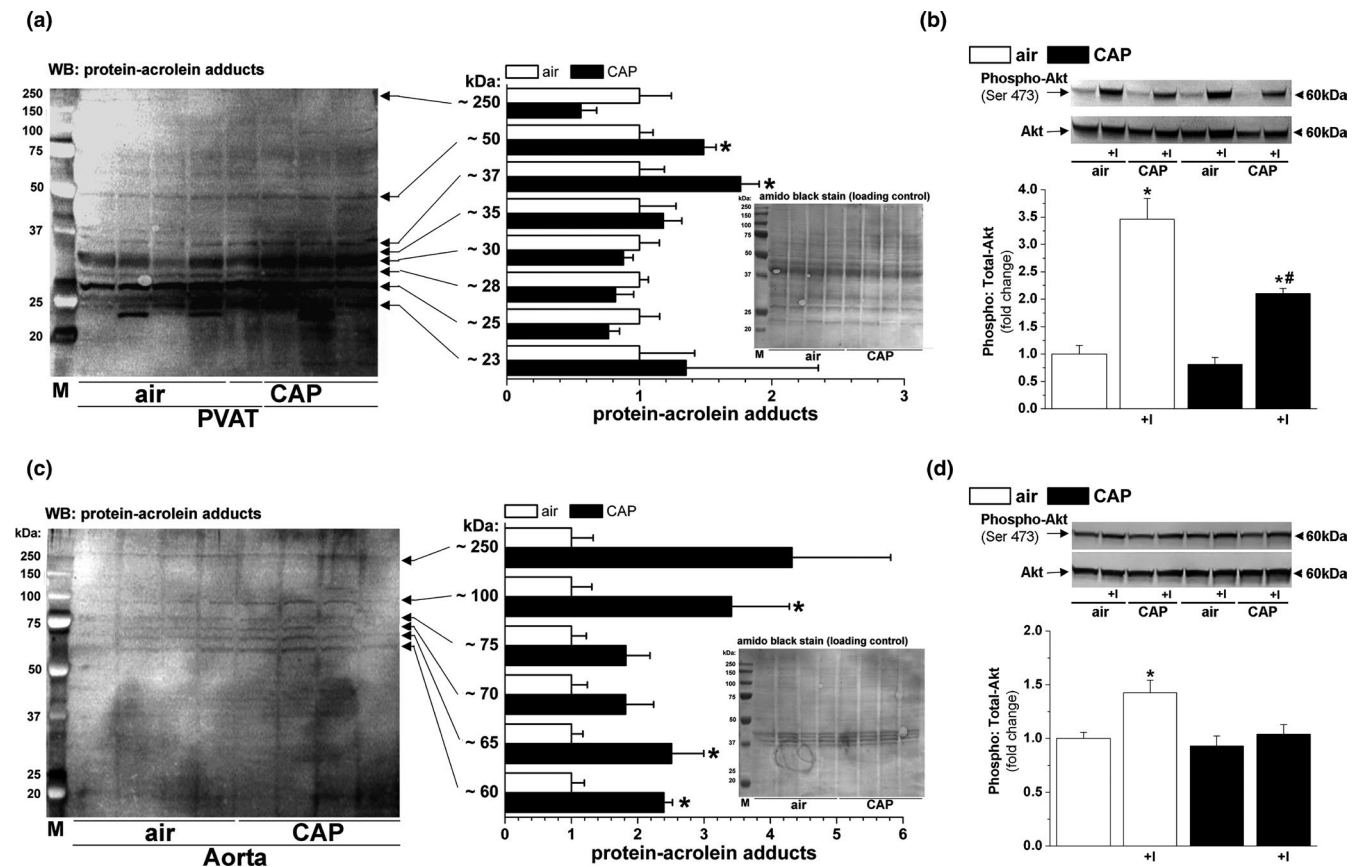 (a)
WB: protein-acrolein adducts
250
150
100
75
50
37
25
20
M
air
CAP
PVAT
air
CAP
kDa:
~ 250
~ 50
~ 37
~ 35
~ 30
~ 28
~ 25
~ 23
*
*
0
1
2
3
protein-acrolein adducts
amido black stain (loading control)
kDa:
250
150
100
75
50
37
25
20
M
air
CAP
(b)
air
CAP
Phospho-Akt
(Ser 473)
60kDa
Akt
60kDa
+I +I +I +I
air CAP air CAP
Phospho: Total-Akt
(fold change)
4.0
3.5
3.0
2.5
2.0
1.5
1.0
0.5
0.0
*
*#
+I +I
(c)
WB: protein-acrolein adducts
kDa:
250
150
100
75
50
37
25
20
M
air
CAP
Aorta
air
CAP
kDa:
~ 250
~ 100
~ 75
~ 70
~ 65
~ 60
*
*
*
0 1 2 3 4 5 6
protein-acrolein adducts
amido black stain (loading control)
kDa:
250
150
100
75
50
37
25
20
M
air
CAP
(d)
air
CAP
Phospho-Akt
(Ser 473)
60kDa
Akt
60kDa
+I +I +I +I
air CAP air CAP
Phospho: Total-Akt
(fold change)
2.0
1.5
1.0
0.5
0.0
*
+I +I